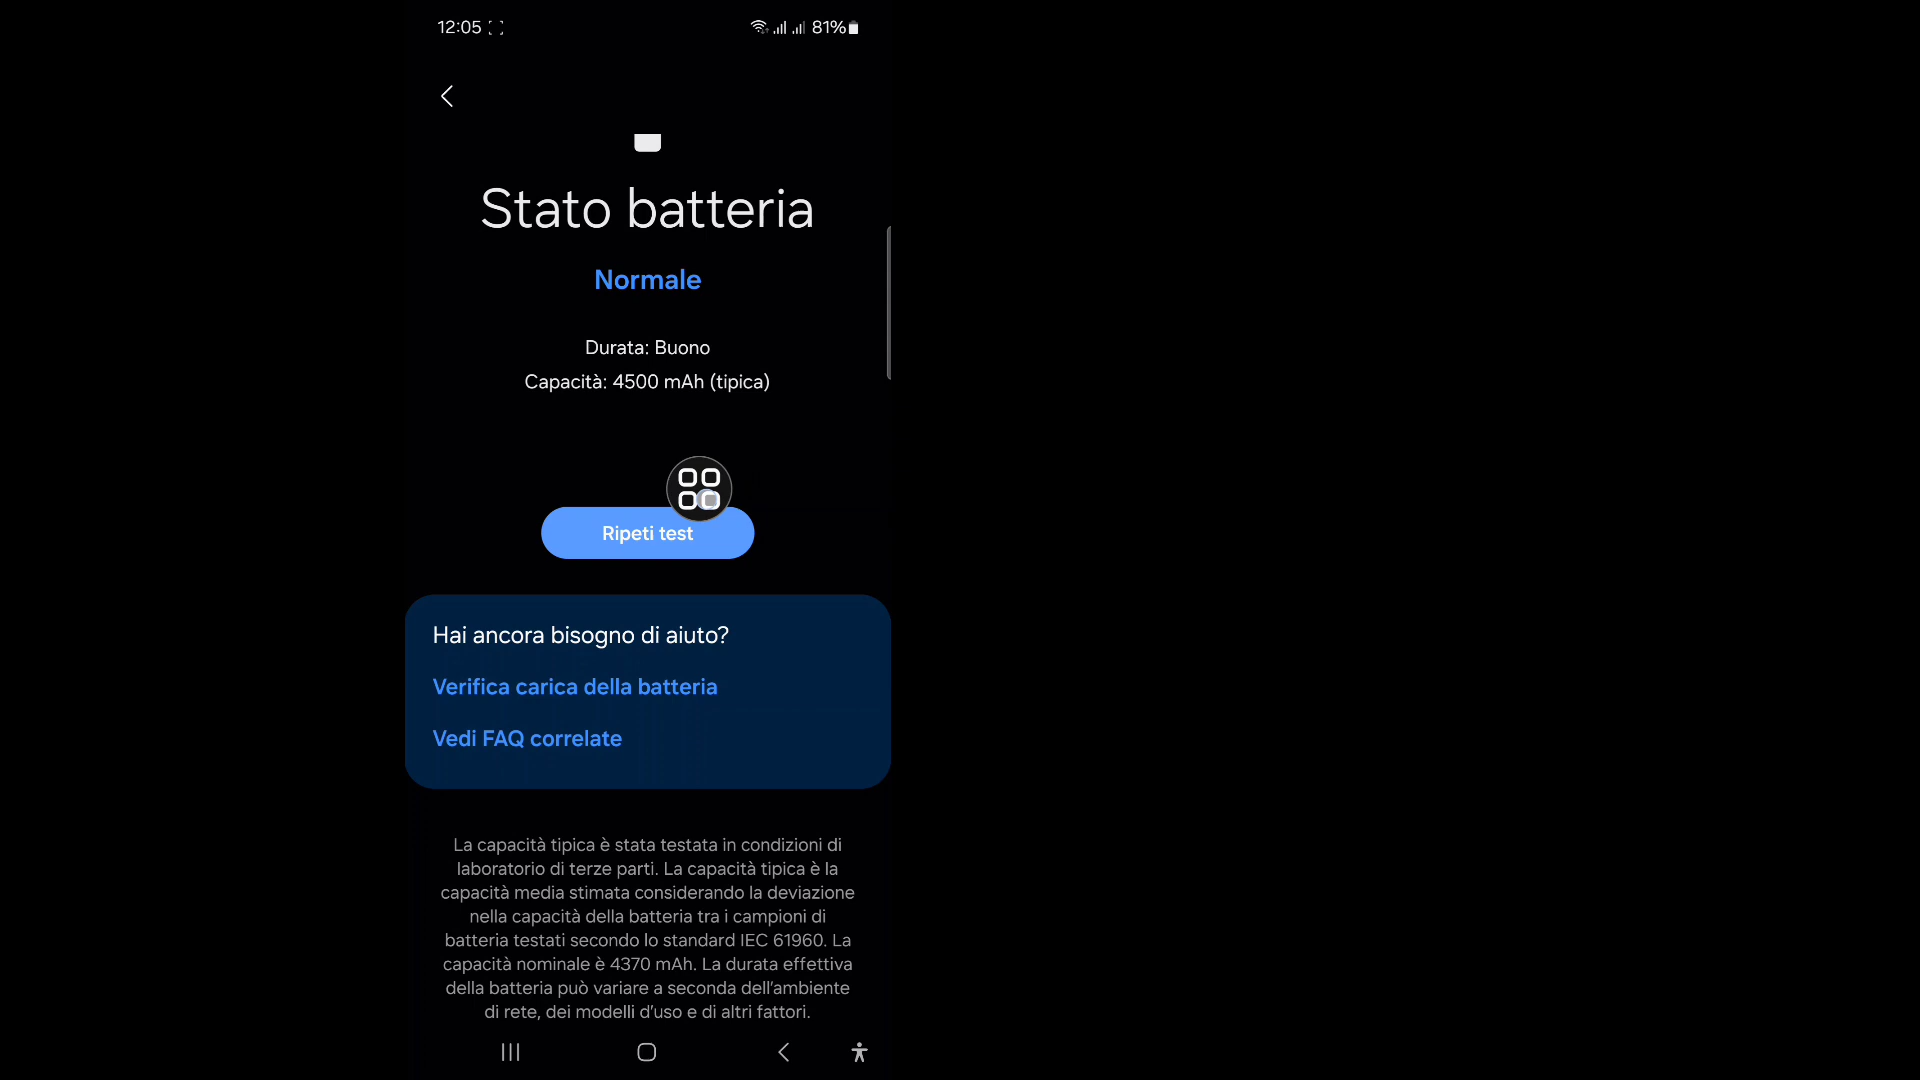 12:05 81%
Stato batteria
Normale
Durata: Buono
Capacità: 4500 mAh (tipica)
Ripeti test
Hai ancora bisogno di aiuto?
Verifica carica della batteria
Vedi FAQ correlate
La capacità tipica è stata testata in condizioni di
laboratorio di terze parti. La capacità tipica è la
capacità media stimata considerando la deviazione
nella capacità della batteria tra i campioni di
batteria testati secondo lo standard IEC 61960. La
capacità nominale è 4370 mAh. La durata effettiva
della batteria può variare a seconda dell'ambiente
di rete, dei modelli d'uso e di altri fattori.